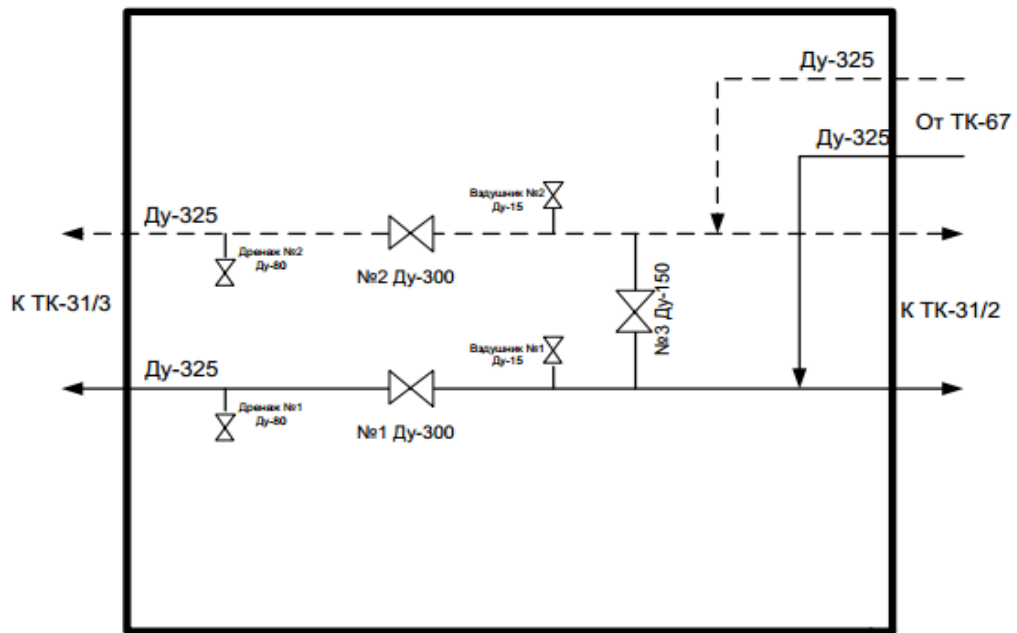 Ду-325
От ТК-67
Ду-325
Вздушник №2
Ду-15
Ду-325
Дренаж №2
Ду-80
№2 Ду-300
№3 Ду-150
К ТК-31/3
К ТК-31/2
Вздушник №1
Ду-15
Ду-325
Дренаж №1
Ду-80
№1 Ду-300